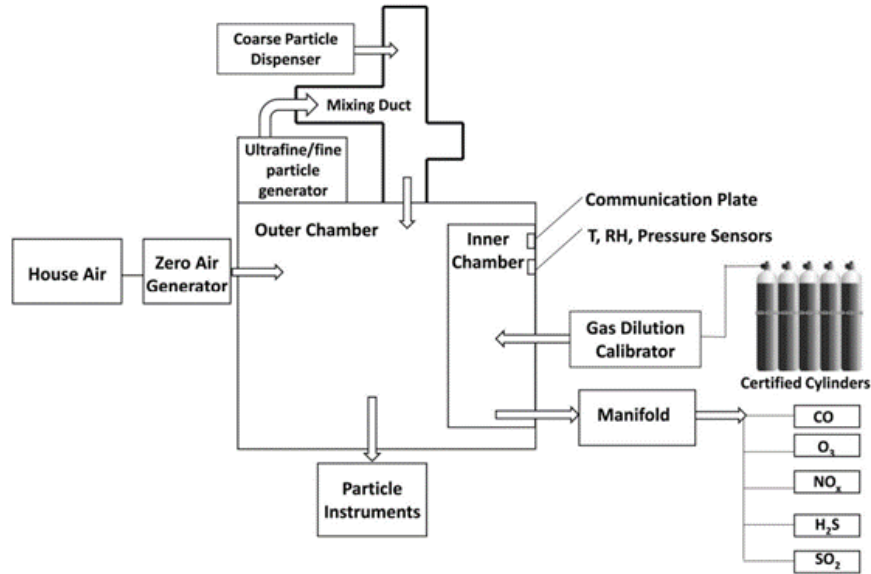 Coarse Particle
Dispenser
Mixing Duct
Ultrafine/fine
particle
generator
Outer Chamber
Inner
Chamber
Communication Plate
T, RH, Pressure Sensors
House Air
Zero Air
Generator
Gas Dilution
Calibrator
Certified Cylinders
Manifold
CO
O₃
NOₓ
H₂S
SO₂
Particle
Instruments